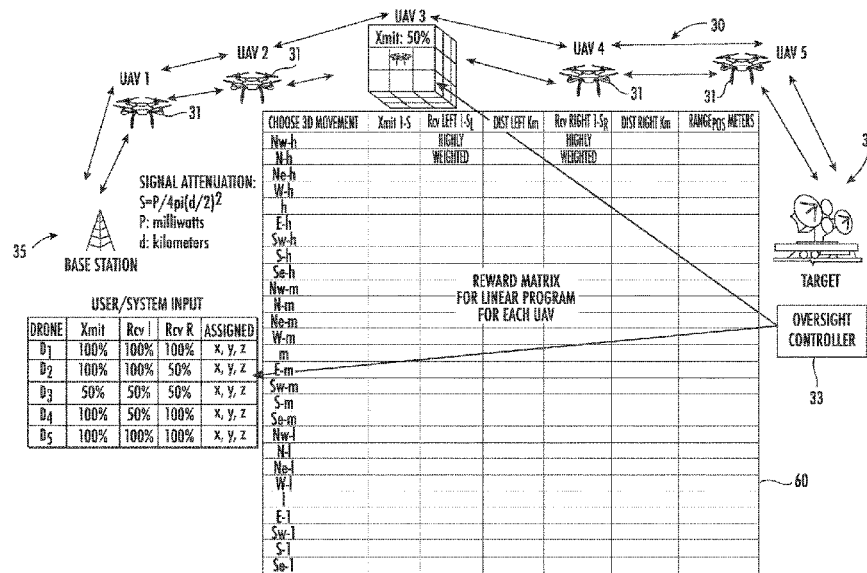 UAV 3
30
Xmit: 50%
UAV 2
31
UAV 4
UAV 5
UAV 1
31
31
31
CHOOSE 3D MOVEMENT Xmit 1-S Rcv LEFT 1-SL DIST LEFT Km Rcv RIGHT 1-SR DIST RIGHT Km RANGEPOS METERS
Nw-h HIGHLY HIGHLY
N-h WEIGHTED WEIGHTED
Ne-h
W-h
h
E-h
Sw-h
S-h
Se-h
Nw-m
N-m
Ne-m
W-m
m
E-m
Sw-m
S-m
Se-m
Nw-l
N-l
Ne-l
W-l
l
E-1
Sw-1
S-1
Se-1
REWARD MATRIX
FOR LINEAR PROGRAM
FOR EACH UAV
60
SIGNAL ATTENUATION:
S=P/4pi(d/2)2
P: milliwatts
d: kilometers
35
BASE STATION
TARGET
OVERSIGHT
CONTROLLER
33
USER/SYSTEM INPUT
DRONE Xmit Rcv l Rcv R ASSIGNED
D1 100% 100% 100% x, y, z
D2 100% 100% 50% x, y, z
D3 50% 50% 50% x, y, z
D4 100% 50% 100% x, y, z
D5 100% 100% 100% x, y, z